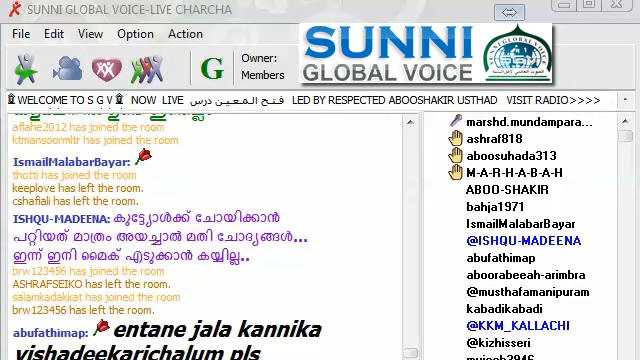 SUNNI GLOBAL VOICE-LIVE CHARCHA
File Edit View Option Action
G
Owner:
Members
SUNNI
GLOBAL VOICE
WELCOME TO S G V NOW LIVE فتح المعين درس LED BY RESPECTED ABOOSHAKIR USTHAD VISIT RADIO>>>>
aflahe2012 has joined the room
ktmansoormltr has joined the room
IsmailMalabarBayar:
thotti has joined the room
keeplove has left the room.
cshafiali has left the room.
ISHQU-MADEENA: കുട്ട്യോൾക്ക് ചോയിക്കാൻ
പറ്റിയത് മാത്രം അയച്ചാൽ മതി ചോദ്യങ്ങൾ...
ഇന്ന് ഇനി മൈക് എടുക്കാൻ കയ്യില്ല..
brw123456 has joined the room
ASHRAFSEIKO has left the room.
salamkadakkat has joined the room
brw123456 has left the room.
abufathimap: entane jala kannika
vishadeekarichalum pls
marshd.mundampara...
ashraf818
aboosuhada313
M-A-R-H-A-B-A-H
ABOO-SHAKIR
bahja1971
IsmailMalabarBayar
@ISHQU-MADEENA
abufathimap
aboorabeeah-arimbra
@musthafamanipuram
kabadikabadi
@KKM_KALLACHI
@kizhisseri
mujeeb2946